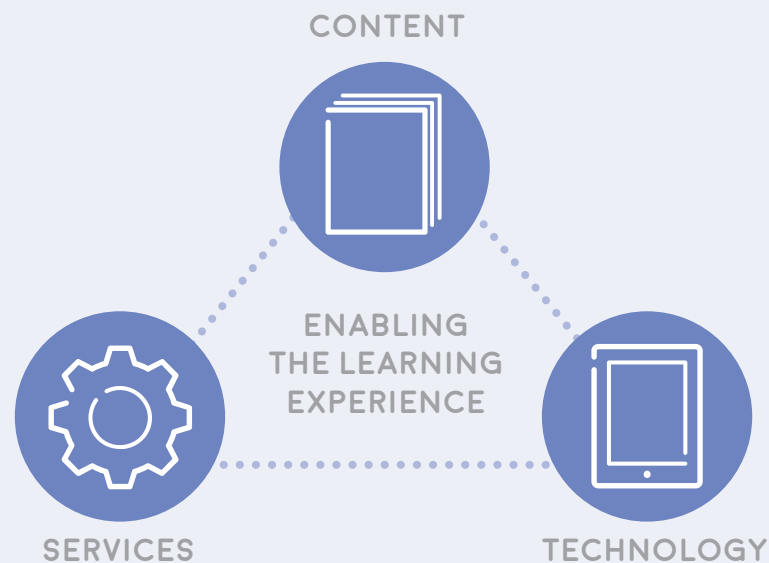 CONTENT
ENABLING
THE LEARNING
EXPERIENCE
SERVICES
TECHNOLOGY